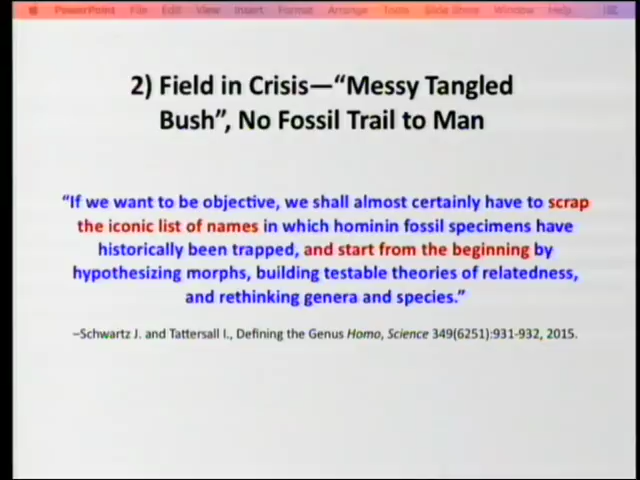 PowerPoint File Edit View Insert Format Arrange Tools Slide Show Window Help
2) Field in Crisis—“Messy Tangled
Bush”, No Fossil Trail to Man
“If we want to be objective, we shall almost certainly have to scrap
the iconic list of names in which hominin fossil specimens have
historically been trapped, and start from the beginning by
hypothesizing morphs, building testable theories of relatedness,
and rethinking genera and species.”
–Schwartz J. and Tattersall I., Defining the Genus Homo, Science 349(6251):931-932, 2015.